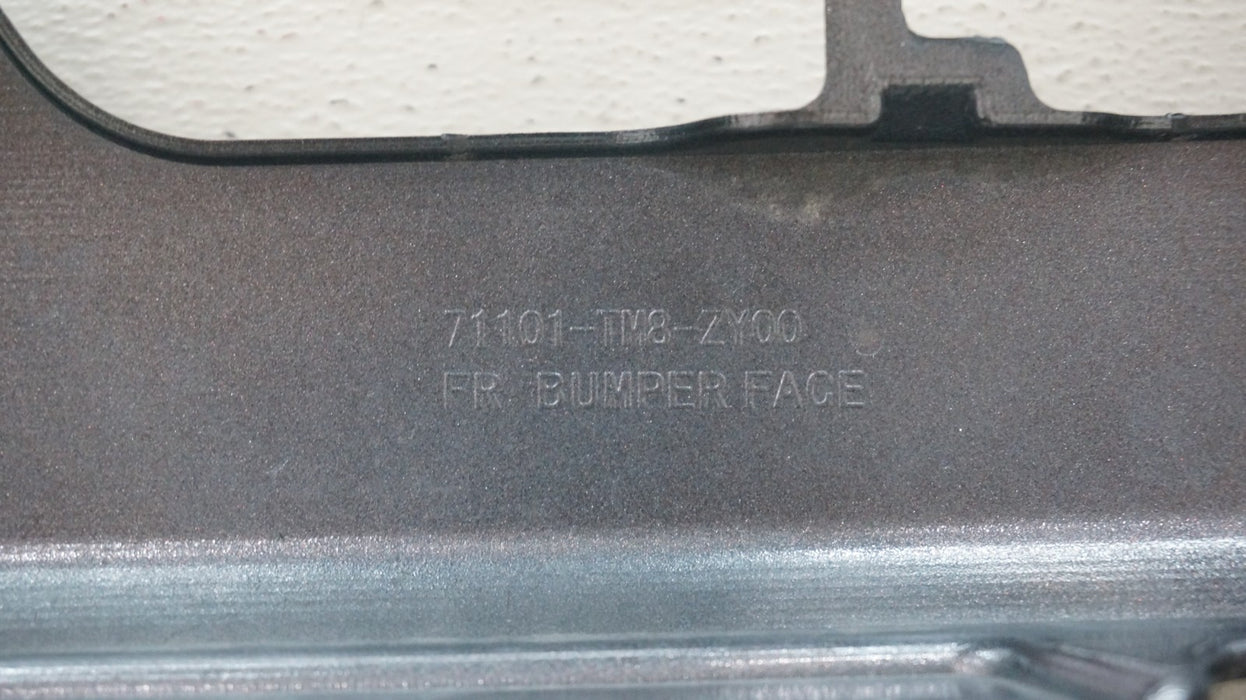 71101-TM8-ZY00
FR BUMPER FACE